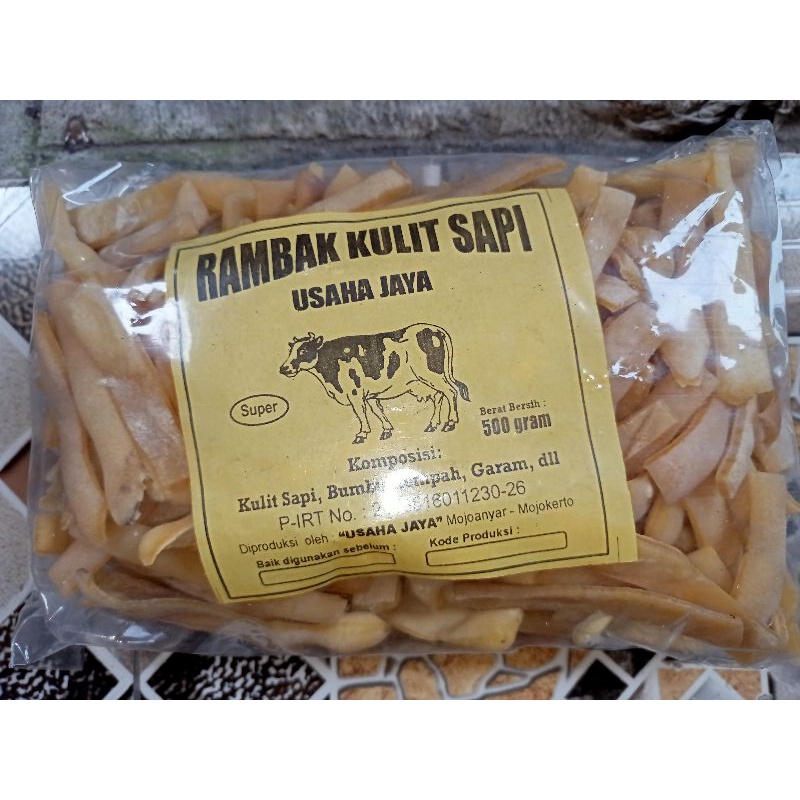 RAMBAK KULIT SAPI
USAHA JAYA
Super
Berat Bersih :
500 gram
Komposisi:
Kulit Sapi, Garam, dll
P-IRT No. :
Diproduksi oleh : "USAHA JAYA" Mojoanyar - Mojokerto
Baik digunakan sebelum :
Kode Produksi :